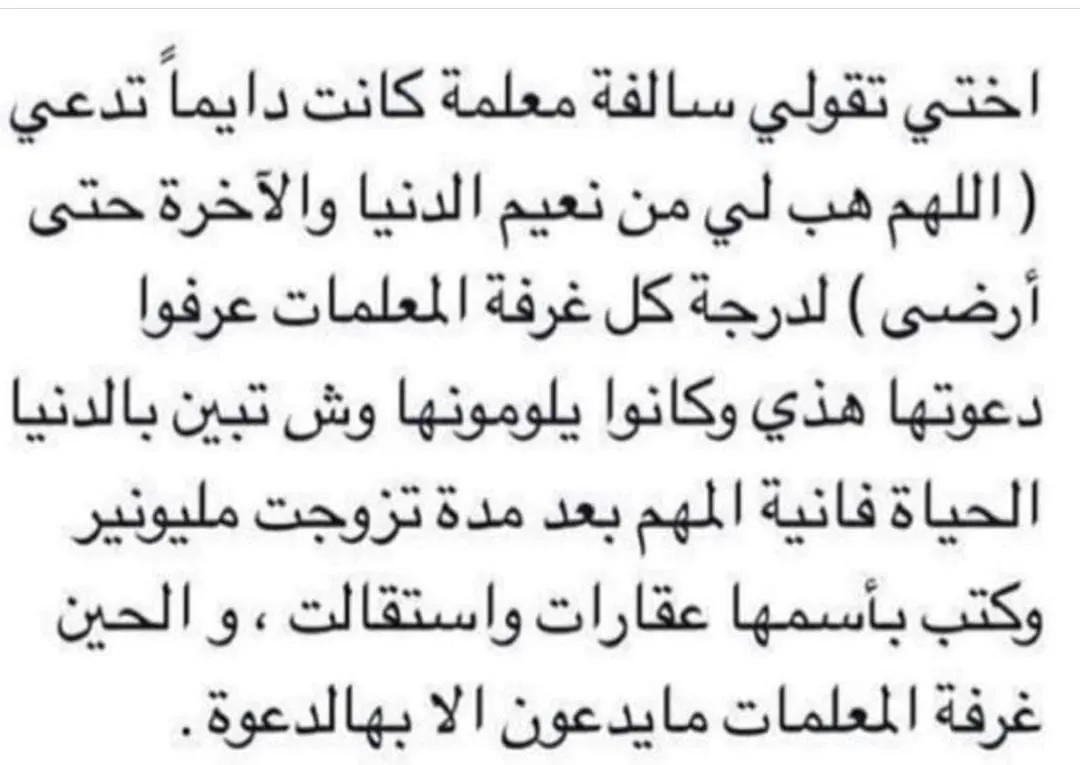 اختي تقولي سالفة معلمة كانت دايماً تدعي
( اللهم هب لي من نعيم الدنيا والآخرة حتى
أرضى ) لدرجة كل غرفة المعلمات عرفوا
دعوتها هذي وكانوا يلومونها وش تبين بالدنيا
الحياة فانية المهم بعد مدة تزوجت مليونير
وكتب بأسمها عقارات واستقالت ، و الحين
غرفة المعلمات مايدعون الا بهالدعوة .